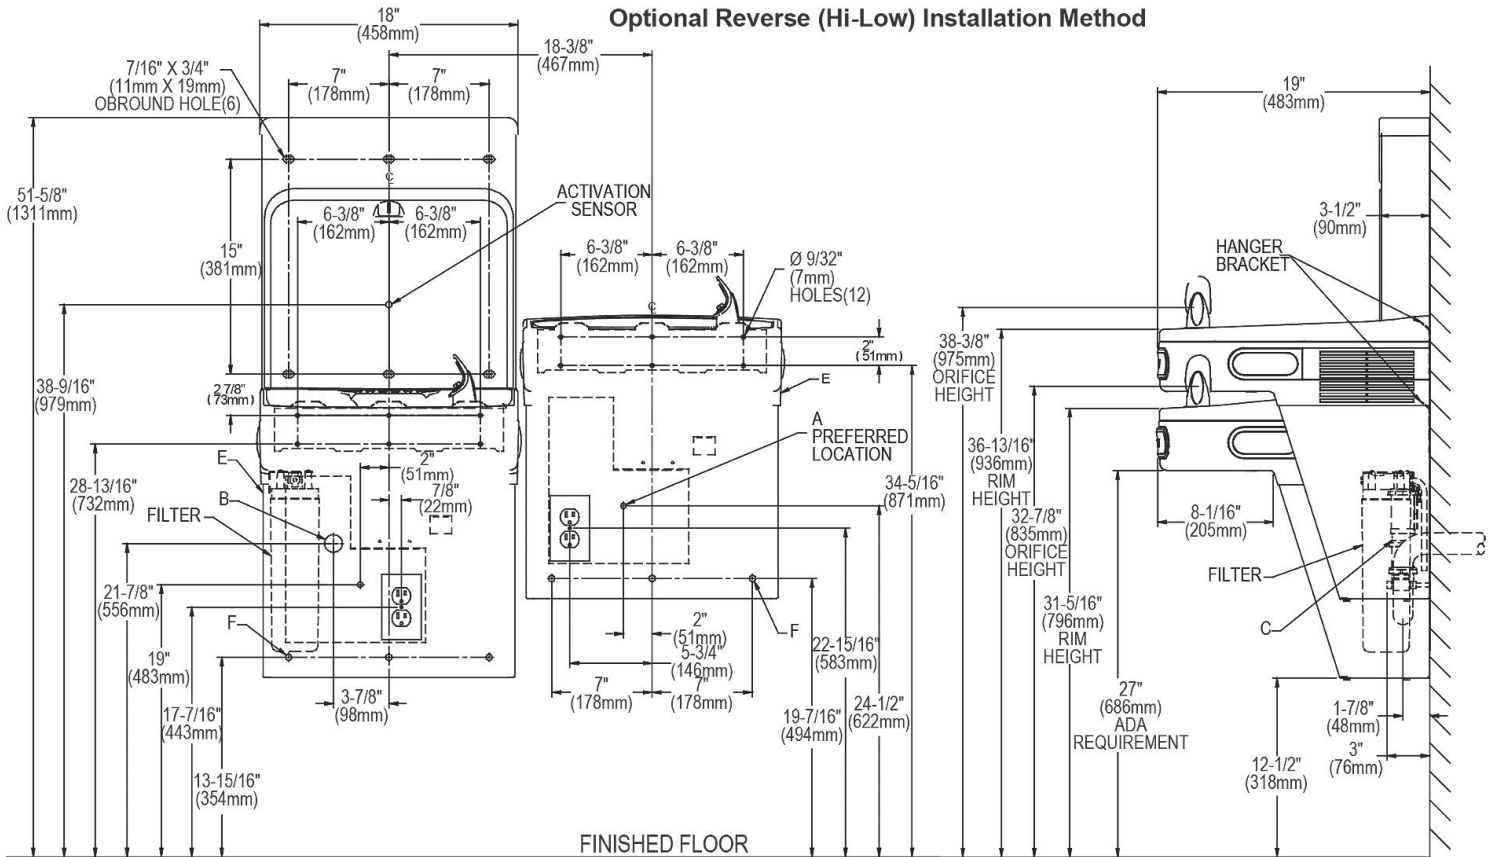 Optional Reverse (Hi-Low) Installation Method
18"
(458mm)
18-3/8"
(467mm)
7/16" X 3/4"
(11mm X 19mm)
OBROUND HOLE(6)
7"
(178mm)
7"
(178mm)
51-5/8"
(1311mm)
15"
(381mm)
6-3/8"
(162mm)
6-3/8"
(162mm)
ACTIVATION
SENSOR
38-9/16"
(979mm)
2 7/8"
(73mm)
28-13/16"
(732mm)
E
B
FILTER
2"
(51mm)
7/8"
(22mm)
21-7/8"
(556mm)
F
19"
(483mm)
17-7/16"
(443mm)
3-7/8"
(98mm)
13-15/16"
(354mm)
6-3/8"
(162mm)
6-3/8"
(162mm)
Ø 9/32"
(7mm)
HOLES(12)
2"
(51mm)
E
A
PREFERRED
LOCATION
34-5/16"
(871mm)
F
2"
(51mm)
5-3/4"
(146mm)
7"
(178mm)
7"
(178mm)
22-15/16"
(583mm)
24-1/2"
(622mm)
19-7/16"
(494mm)
FINISHED FLOOR
19"
(483mm)
3-1/2"
(90mm)
HANGER
BRACKET
38-3/8"
(975mm)
ORIFICE
HEIGHT
36-13/16"
(936mm)
RIM
HEIGHT
32-7/8"
(835mm)
ORIFICE
HEIGHT
31-5/16"
(796mm)
RIM
HEIGHT
8-1/16"
(205mm)
FILTER
C
27"
(686mm)
ADA
REQUIREMENT
1-7/8"
(48mm)
3"
(76mm)
12-1/2"
(318mm)